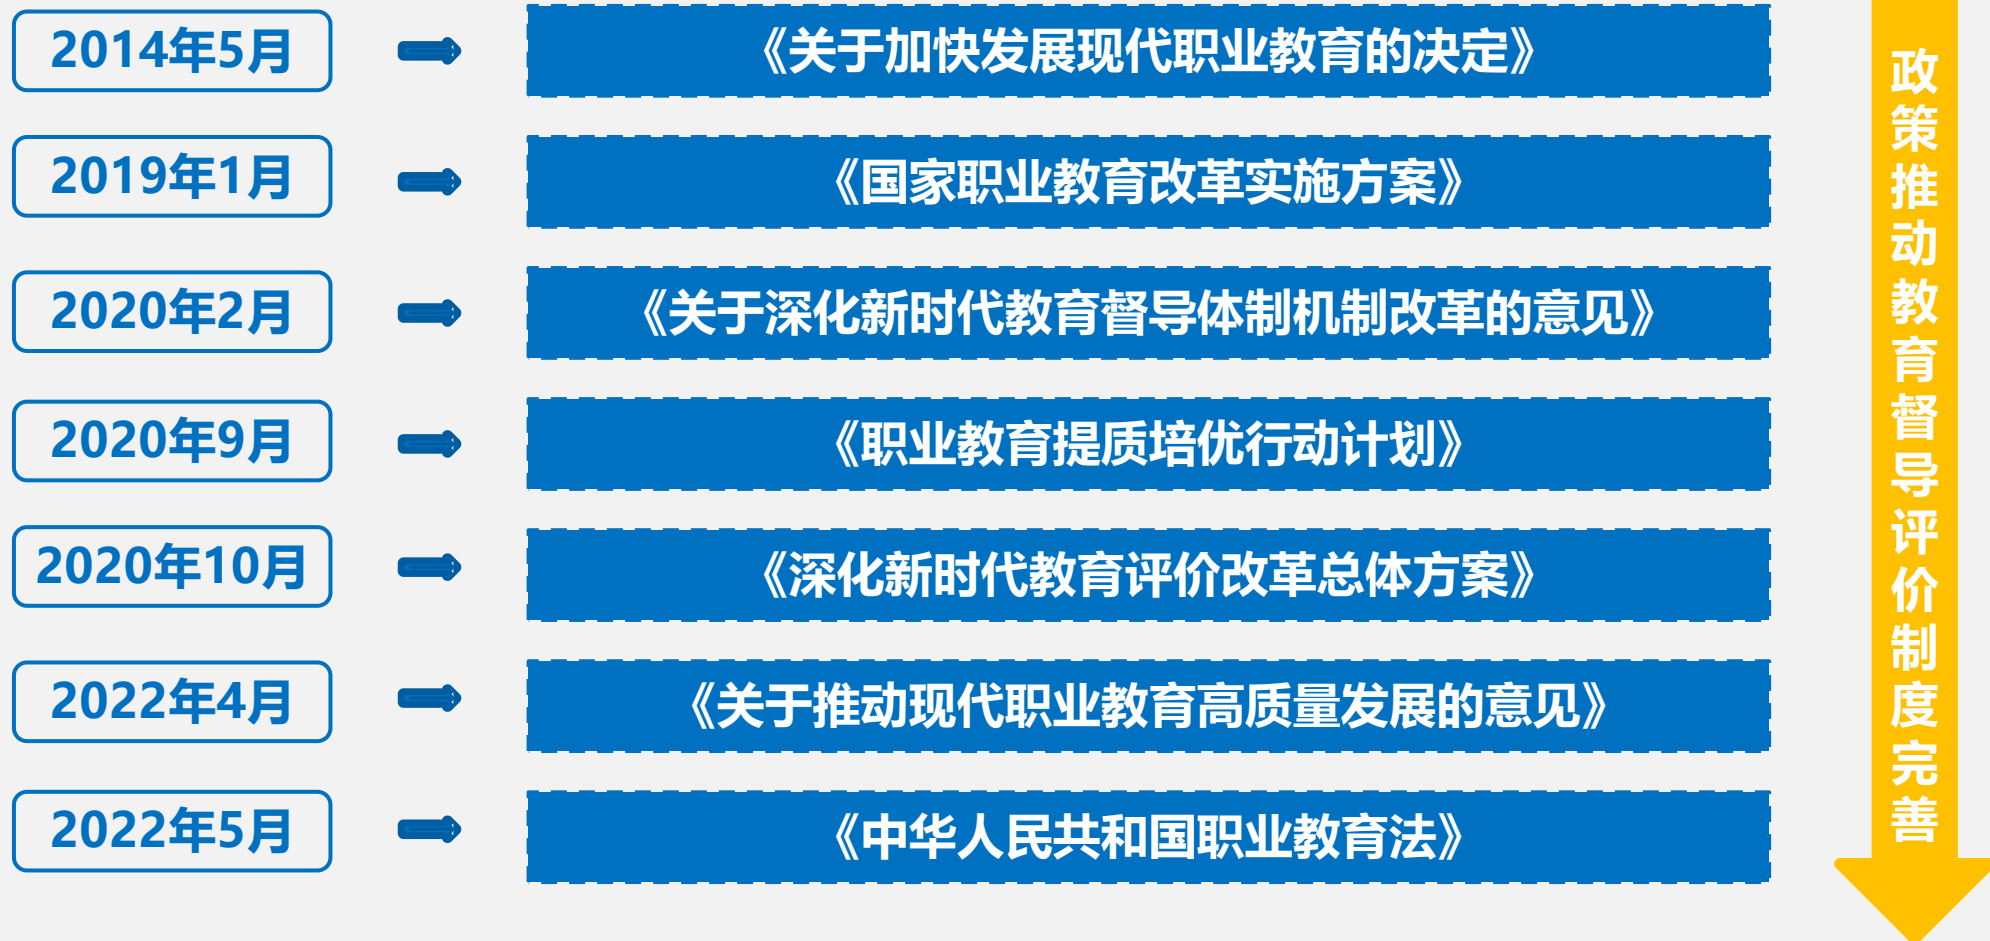 2014年5月
《关于加快发展现代职业教育的决定》
2019年1月
《国家职业教育改革实施方案》
2020年2月
《关于深化新时代教育督导体制机制改革的意见》
2020年9月
《职业教育提质培优行动计划》
2020年10月
《深化新时代教育评价改革总体方案》
2022年4月
《关于推动现代职业教育高质量发展的意见》
2022年5月
《中华人民共和国职业教育法》
政策推动教育督导评价制度完善